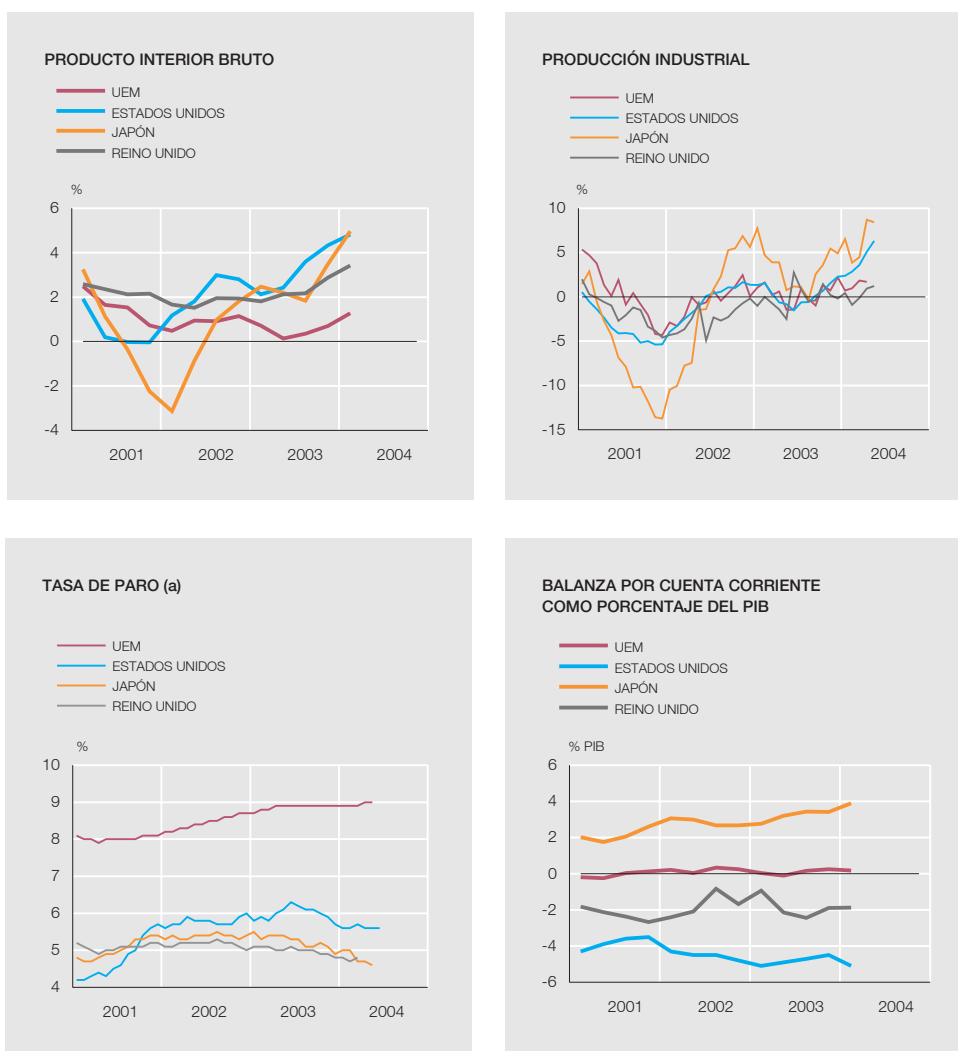 PRODUCTO INTERIOR BRUTO
UEM
ESTADOS UNIDOS
JAPÓN
REINO UNIDO
%
6
4
2
0
-2
-4
2001 2002 2003 2004
PRODUCCIÓN INDUSTRIAL
UEM
ESTADOS UNIDOS
JAPÓN
REINO UNIDO
%
10
5
0
-5
-10
-15
2001 2002 2003 2004
TASA DE PARO (a)
UEM
ESTADOS UNIDOS
JAPÓN
REINO UNIDO
%
10
9
8
7
6
5
4
2001 2002 2003 2004
BALANZA POR CUENTA CORRIENTE
COMO PORCENTAJE DEL PIB
UEM
ESTADOS UNIDOS
JAPÓN
REINO UNIDO
% PIB
6
4
2
0
-2
-4
-6
2001 2002 2003 2004